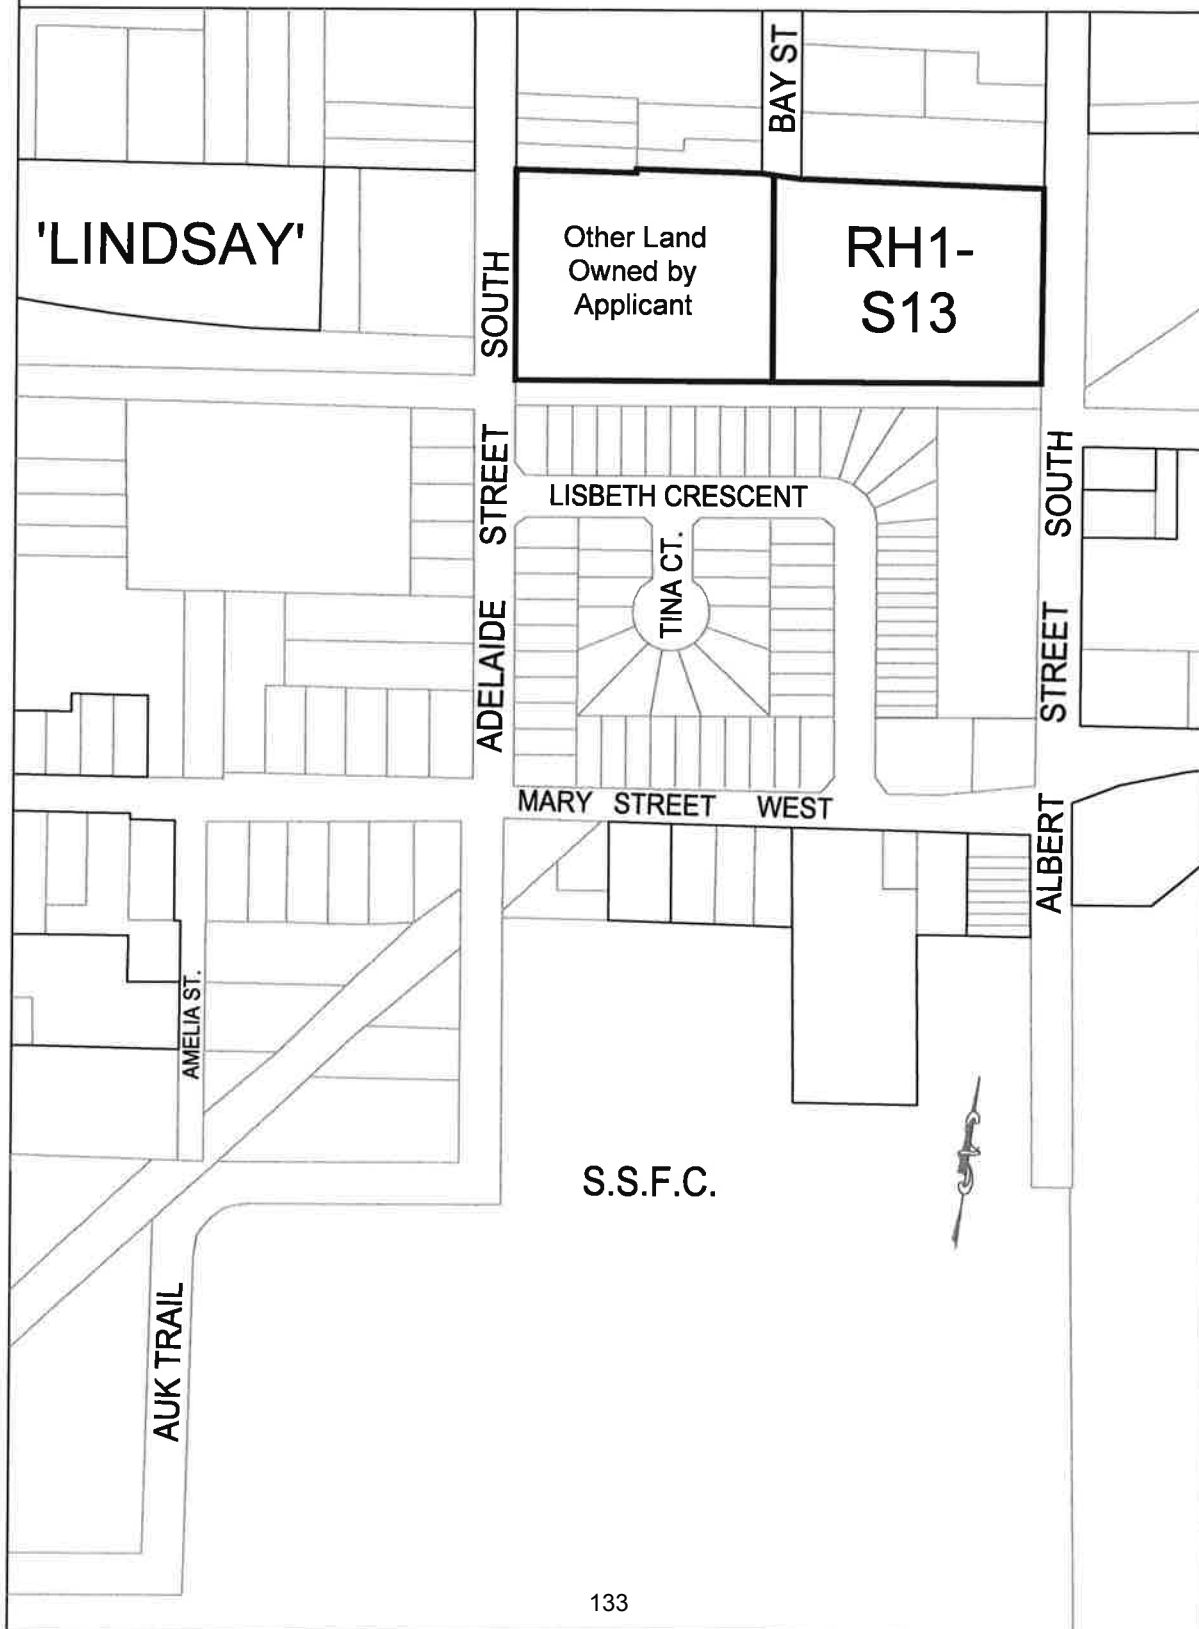 BAY ST
'LINDSAY'
Other Land
Owned by
Applicant
RH1-
S13
ADELAIDE STREET SOUTH
LISBETH CRESCENT
TINA CT.
ALBERT STREET SOUTH
MARY STREET WEST
AMELIA ST.
S.S.F.C.
AUK TRAIL
133